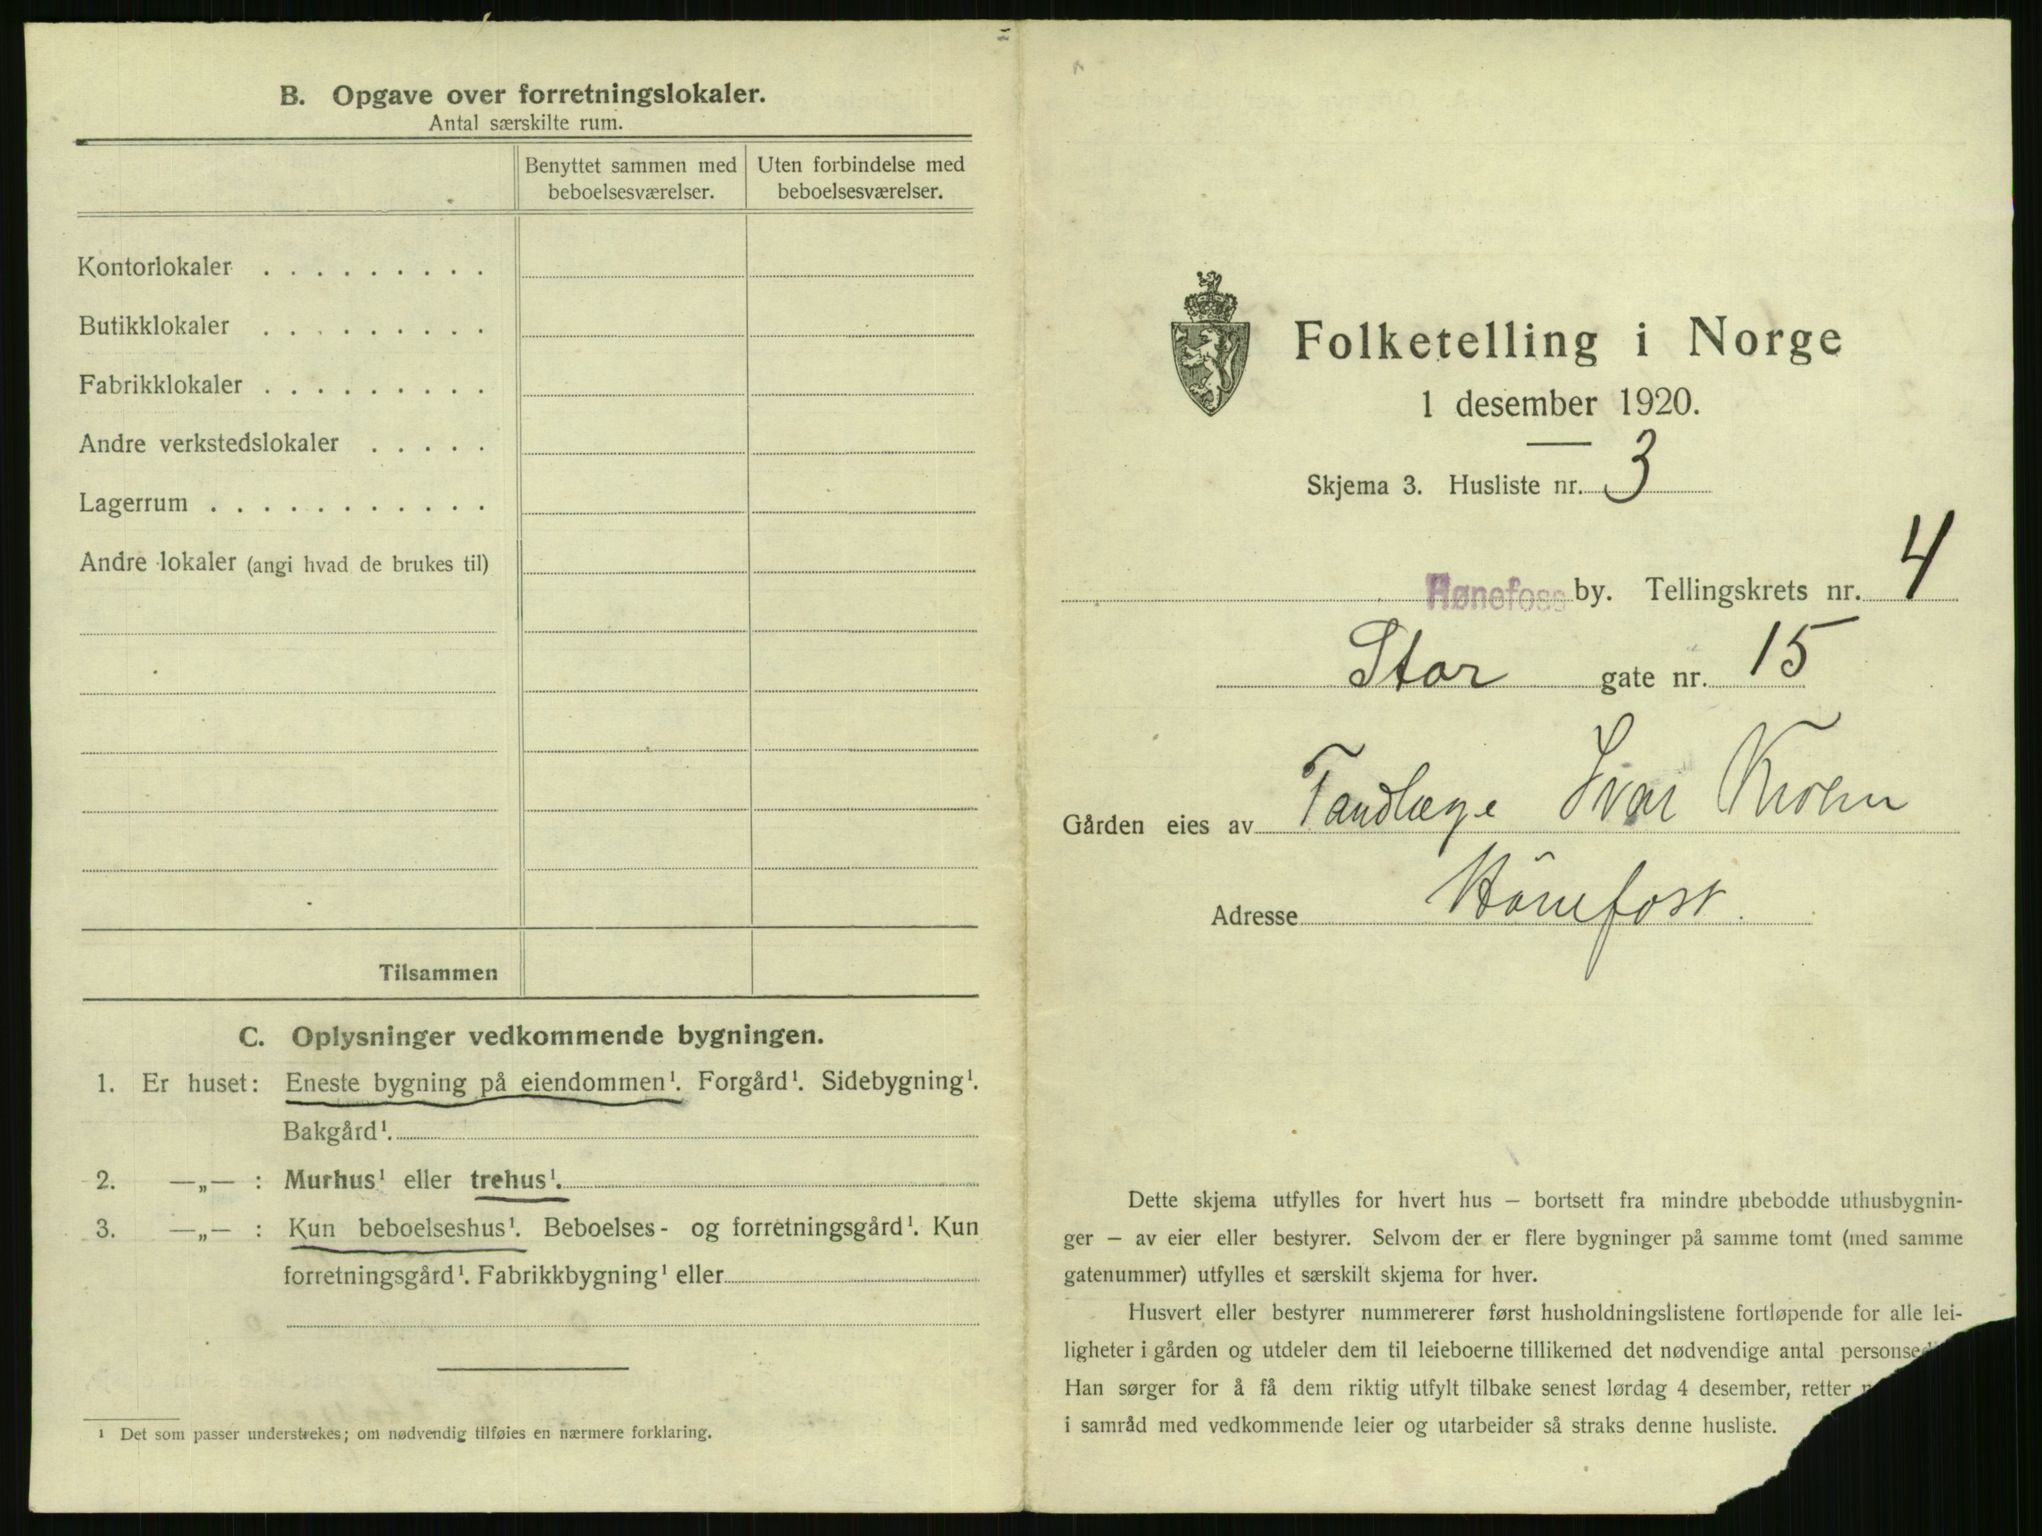 B. Opgave over forretningslokaler.
Antal særskilte rum.
Benyttet sammen med beboelsesværelser.
Uten forbindelse med beboelsesværelser.
Kontorlokaler . . . . . . . . .
Butikklokaler . . . . . . . . .
Fabrikklokaler . . . . . . . . .
Andre verkstedslokaler . . . . .
Lagerrum . . . . . . . . . . .
Andre lokaler (angi hvad de brukes til)
Tilsammen
C. Oplysninger vedkommende bygningen.
1. Er huset: Eneste bygning på eiendommen¹. Forgård¹. Sidebygning¹.
Bakgård¹.
2. —„— : Murhus¹ eller trehus¹.
3. —„— : Kun beboelseshus¹. Beboelses- og forretningsgård¹. Kun
forretningsgård¹. Fabrikkbygning¹ eller
¹ Det som passer understrekes; om nødvendig tilføies en nærmere forklaring.
Folketelling i Norge
1 desember 1920.
Skjema 3. Husliste nr. 3
Hønefoss by. Tellingskrets nr. 4
Stor gate nr. 15
Gården eies av Tandlæge Ivar
Adresse Hönefoss.
Dette skjema utfylles for hvert hus – bortsett fra mindre ubebodde uthusbygnin-
ger – av eier eller bestyrer. Selvom der er flere bygninger på samme tomt (med samme
gatenummer) utfylles et særskilt skjema for hver.
Husvert eller bestyrer nummererer først husholdningslistene fortløpende for alle lei-
ligheter i gården og utdeler dem til leieboerne tillikemed det nødvendige antal
Han sørger for å få dem riktig utfylt tilbake senest lørdag 4 desember, retter
i samråd med vedkommende leier og utarbeider så straks denne husliste.